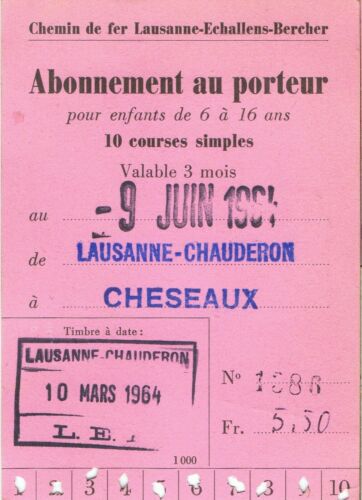 Chemin de fer Lausanne-Echallens-Bercher
Abonnement au porteur
pour enfants de 6 à 16 ans
10 courses simples
Valable 3 mois
au -9 JUIN 1964
de LAUSANNE-CHAUDERON
à CHESEAUX
Timbre à date:
LAUSANNE-CHAUDERON
10 MARS 1964
L.E.
Nº
Fr. 5.50
1000
1 2 3 4 5 6 7 8 9 10